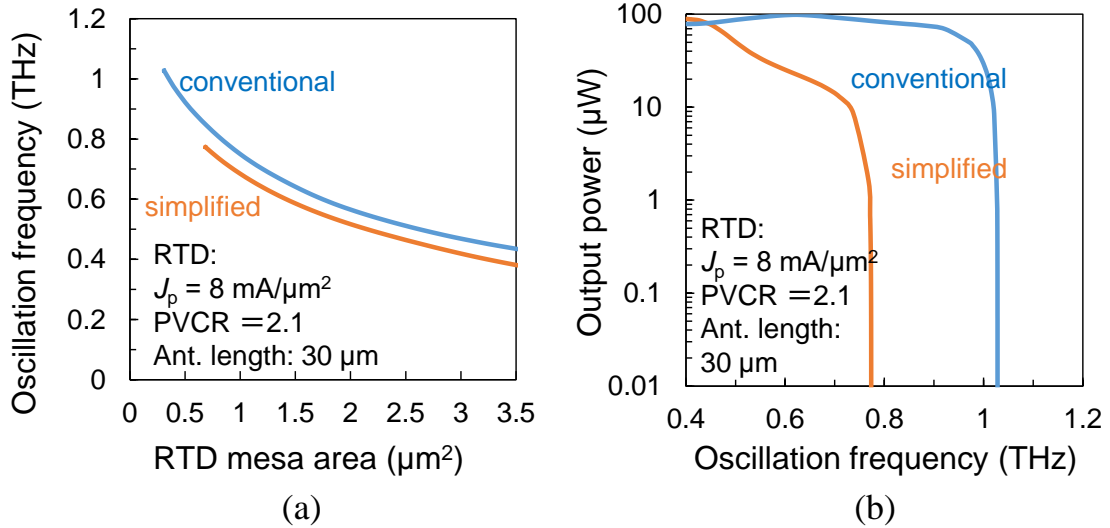 Oscillation frequency (THz)
1.2
1
0.8
0.6
0.4
0.2
0
conventional
simplified
RTD:
Jp = 8 mA/μm²
PVCR ＝2.1
Ant. length: 30 μm
0 0.5 1 1.5 2 2.5 3 3.5
RTD mesa area (μm²)
(a)
Output power (μW)
100
10
1
0.1
0.01
conventional
simplified
RTD:
Jp = 8 mA/μm²
PVCR ＝2.1
Ant. length:
30 μm
0.4 0.6 0.8 1 1.2
Oscillation frequency (THz)
(b)